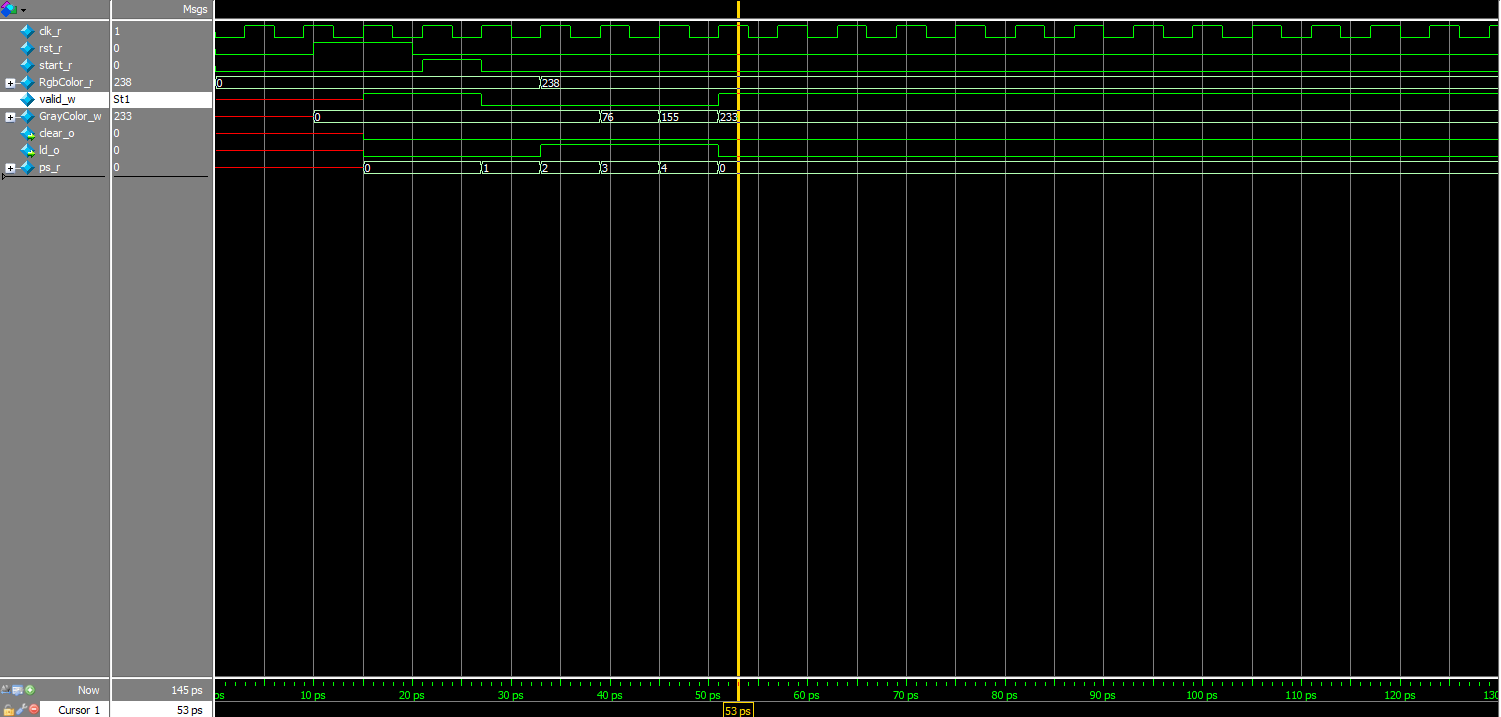 Msgs
clk_r 1
rst_r 0
start_r 0
RgbColor_r 238 0 238
valid_w St1
GrayColor_w 233 0 76 155 233
clear_o 0
ld_o 0
ps_r 0 0 1 2 3 4 0
Now 145 ps ps 10 ps 20 ps 30 ps 40 ps 50 ps 60 ps 70 ps 80 ps 90 ps 100 ps 110 ps 120 ps 130
Cursor 1 53 ps 53 ps